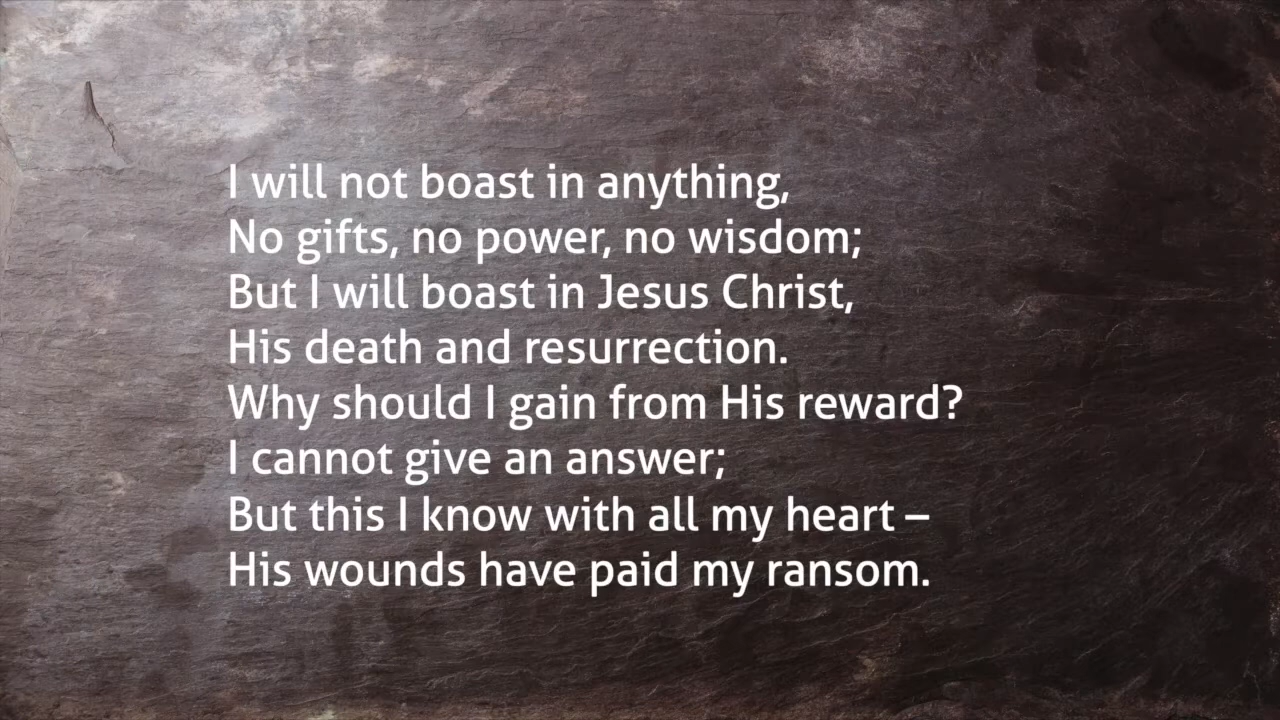 I will not boast in anything,
No gifts, no power, no wisdom;
But I will boast in Jesus Christ,
His death and resurrection.
Why should I gain from His reward?
I cannot give an answer;
But this I know with all my heart –
His wounds have paid my ransom.